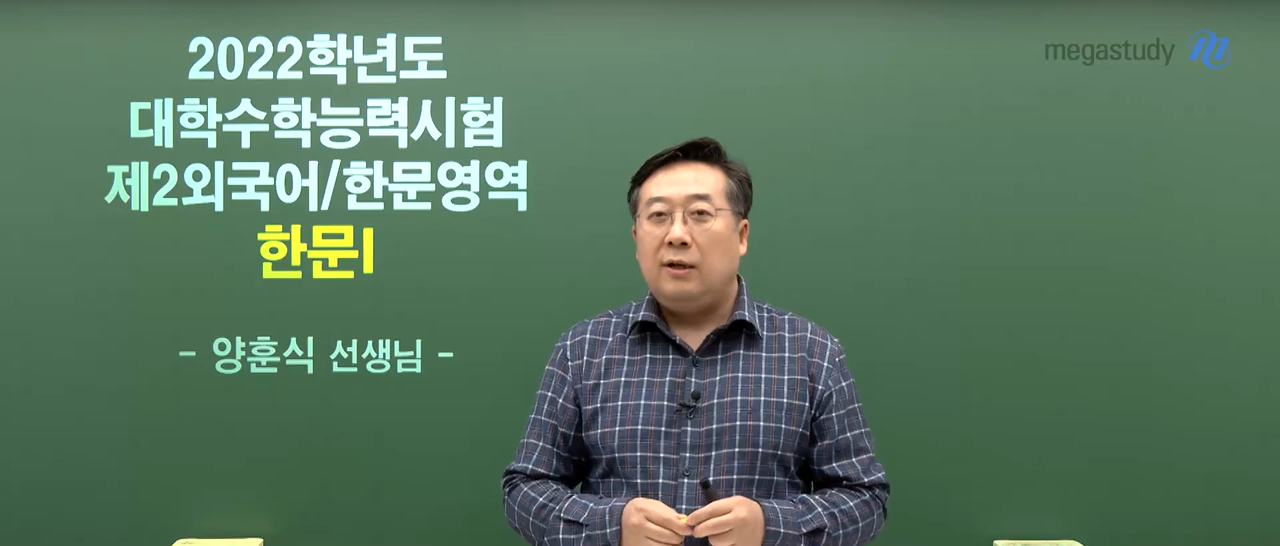 2022학년도
대학수학능력시험
제2외국어/한문영역
한문I
- 양훈식 선생님 -
megastudy